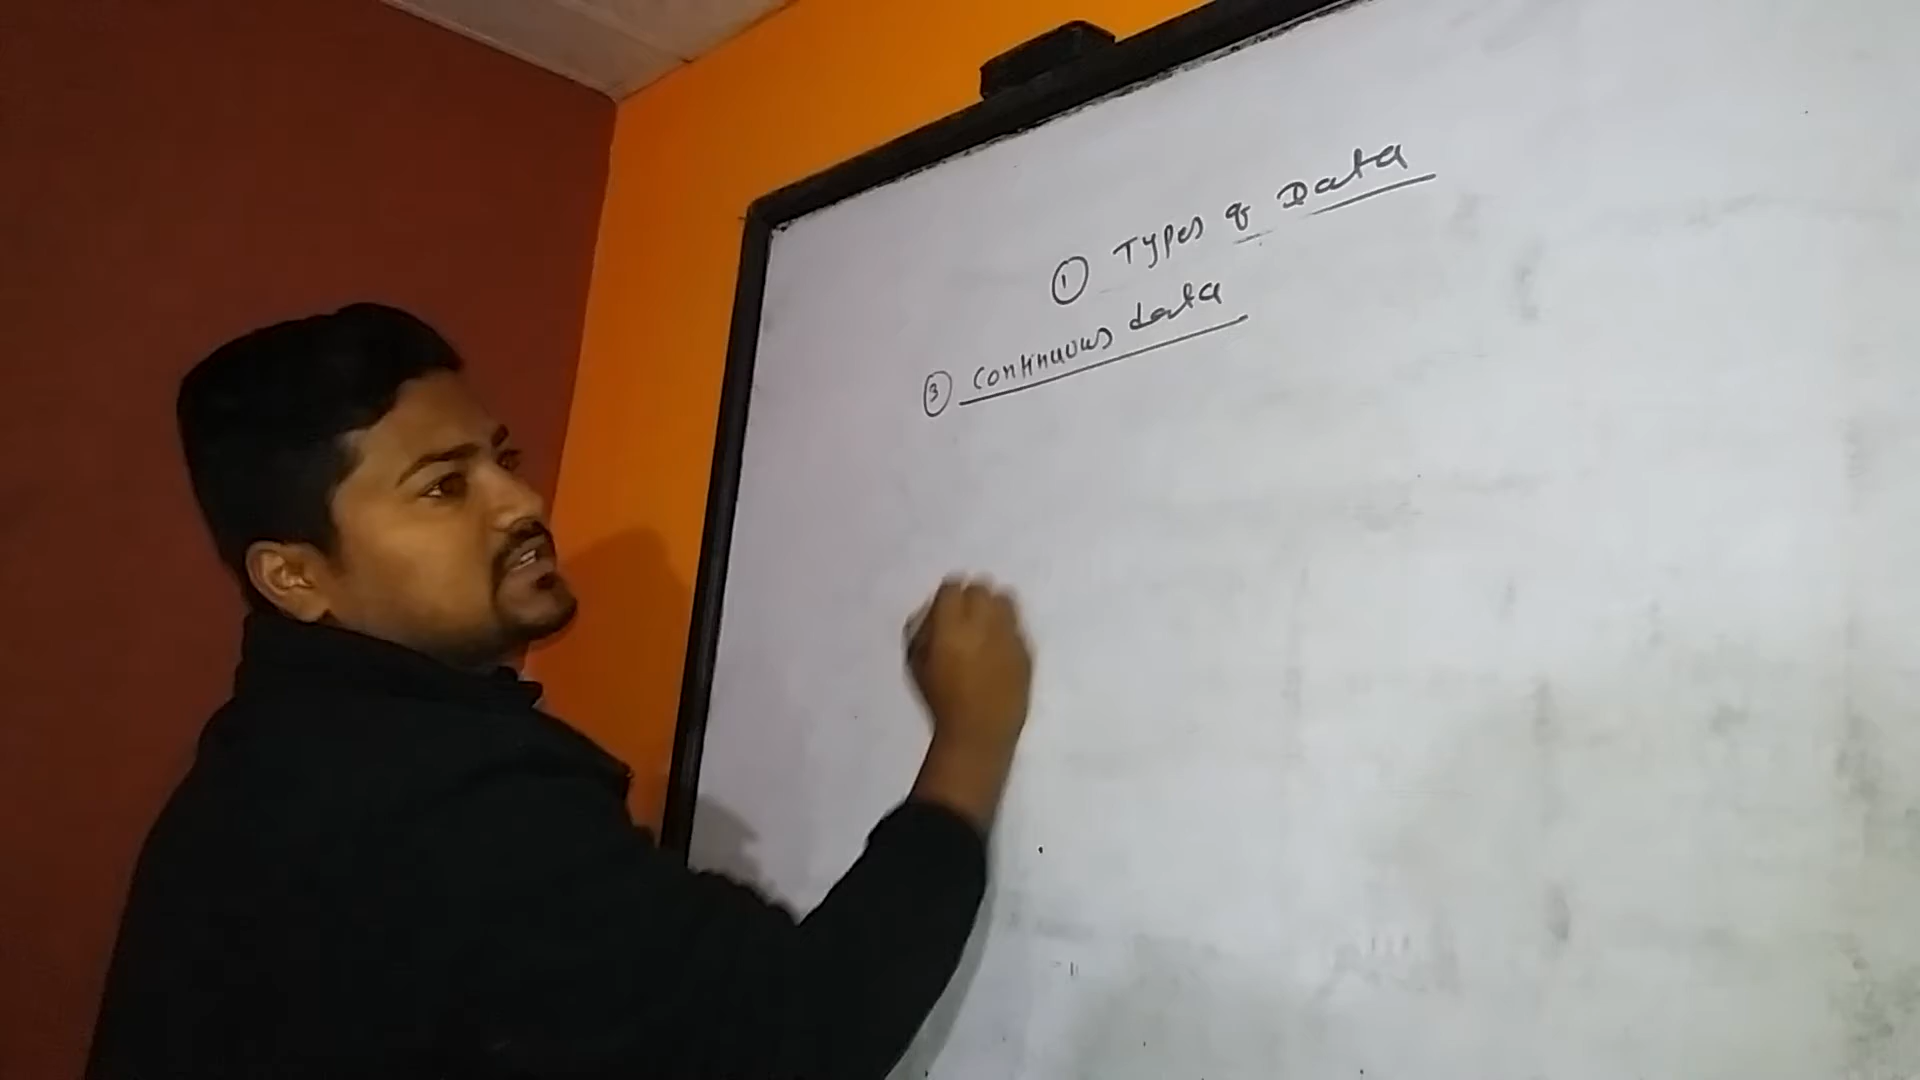 ① Types of Data
③ Continuous data